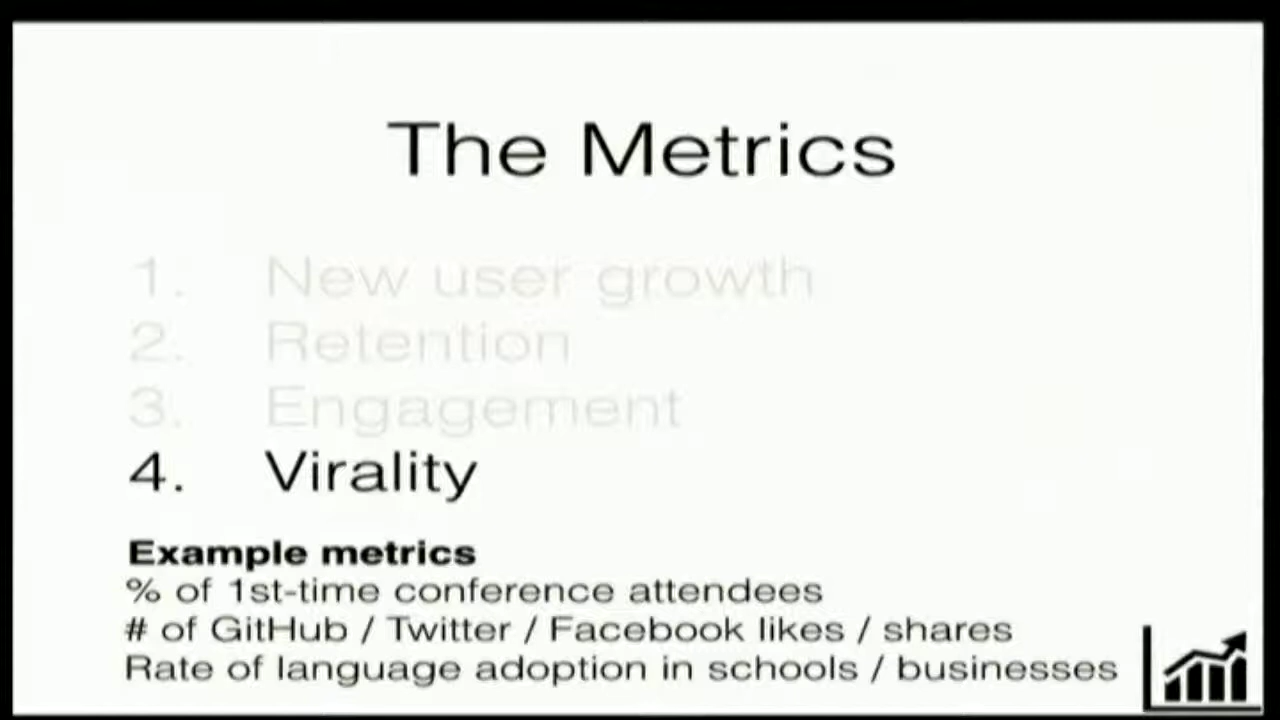 The Metrics
1. New user growth
2. Retention
3. Engagement
4. Virality
Example metrics
% of 1st-time conference attendees
# of GitHub / Twitter / Facebook likes / shares
Rate of language adoption in schools / businesses